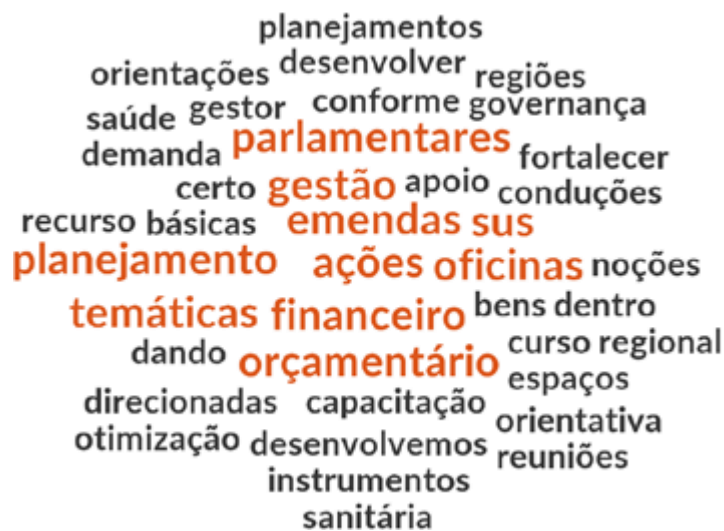 planejamentos
orientações desenvolver regiões
saúde gestor conforme governança
demanda parlamentares fortalecer
certo gestão apoio conduções
recurso básicas emendas sus
planejamento ações oficinas noções
temáticas financeiro bens dentro
dando orçamentário curso regional
espaços
direcionadas capacitação orientativa
otimização desenvolvemos reuniões
instrumentos
sanitária